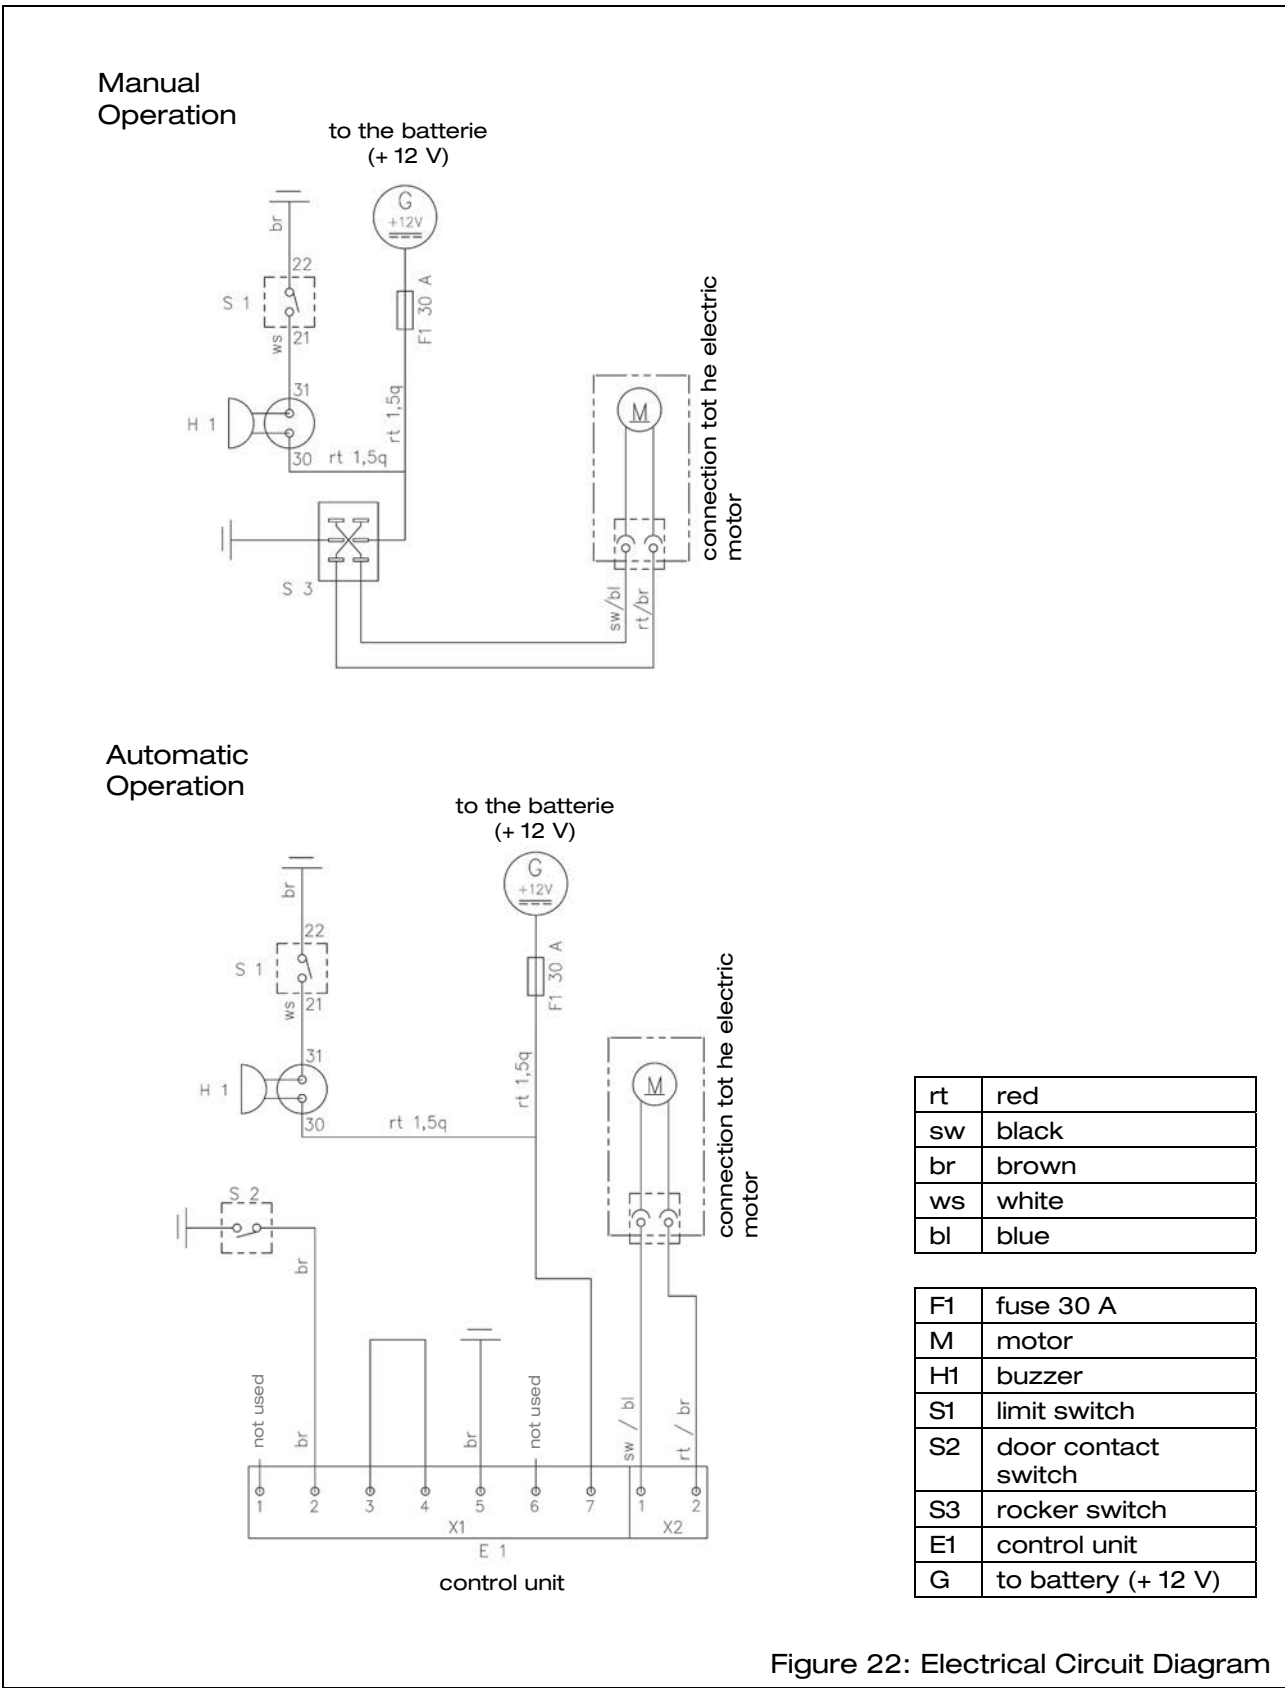 Manual
Operation
to the batterie
(+ 12 V)
G
+12V
br
22
S 1
21
ws
F1 30 A
31
H 1
30
rt 1,5q
rt 1,5q
S 3
M
connection tot he electric
motor
sw/bl
rt/br
Automatic
Operation
to the batterie
(+ 12 V)
G
+12V
br
22
S 1
21
ws
F1 30 A
31
H 1
30
rt 1,5q
rt 1,5q
M
connection tot he electric
motor
S 2
br
not used
br
br
not used
sw / bl
rt / br
1 2 3 4 5 6 7 1 2
X1 X2
E 1
control unit
rt red
sw black
br brown
ws white
bl blue
F1 fuse 30 A
M motor
H1 buzzer
S1 limit switch
S2 door contact
switch
S3 rocker switch
E1 control unit
G to battery (+ 12 V)
Figure 22: Electrical Circuit Diagram